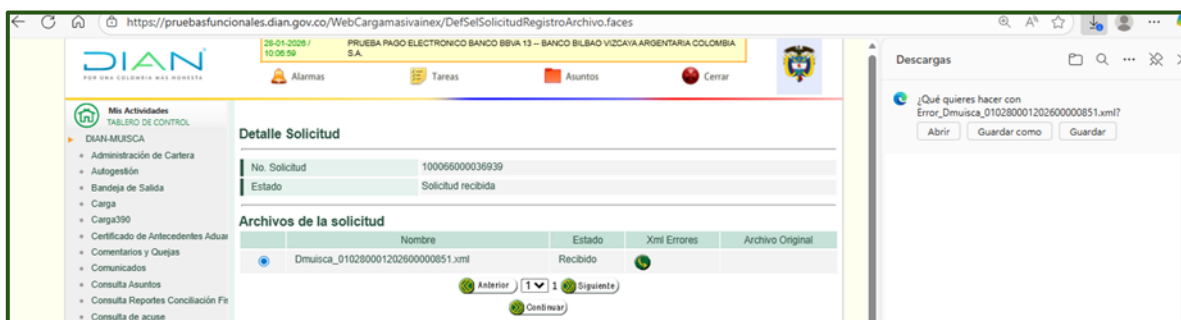 https://pruebasfuncionales.dian.gov.co/WebCargamasivainex/DefSelSolicitudRegistroArchivo.faces
DIAN
POR UNA COLOMBIA MÁS HONESTA
28-01-2026 / 10:06:59
PRUEBA PAGO ELECTRONICO BANCO BBVA 13 -- BANCO BILBAO VIZCAYA ARGENTARIA COLOMBIA S.A.
Alarmas
Tareas
Asuntos
Cerrar
Mis Actividades
TABLERO DE CONTROL
DIAN-MUISCA
Administración de Cartera
Autogestión
Bandeja de Salida
Carga
Carga390
Certificado de Antecedentes Aduar
Comentarios y Quejas
Comunicados
Consulta Asuntos
Consulta Reportes Conciliación Fis
Consulta de acuse
Detalle Solicitud
No. Solicitud 100066000036939
Estado Solicitud recibida
Archivos de la solicitud
Nombre Estado Xml Errores Archivo Original
Dmuisca_010280001202600000851.xml Recibido
Anterior 1 1 Siguiente
Continuar
Descargas
¿Qué quieres hacer con
Error_Dmuisca_010280001202600000851.xml?
Abrir Guardar como Guardar